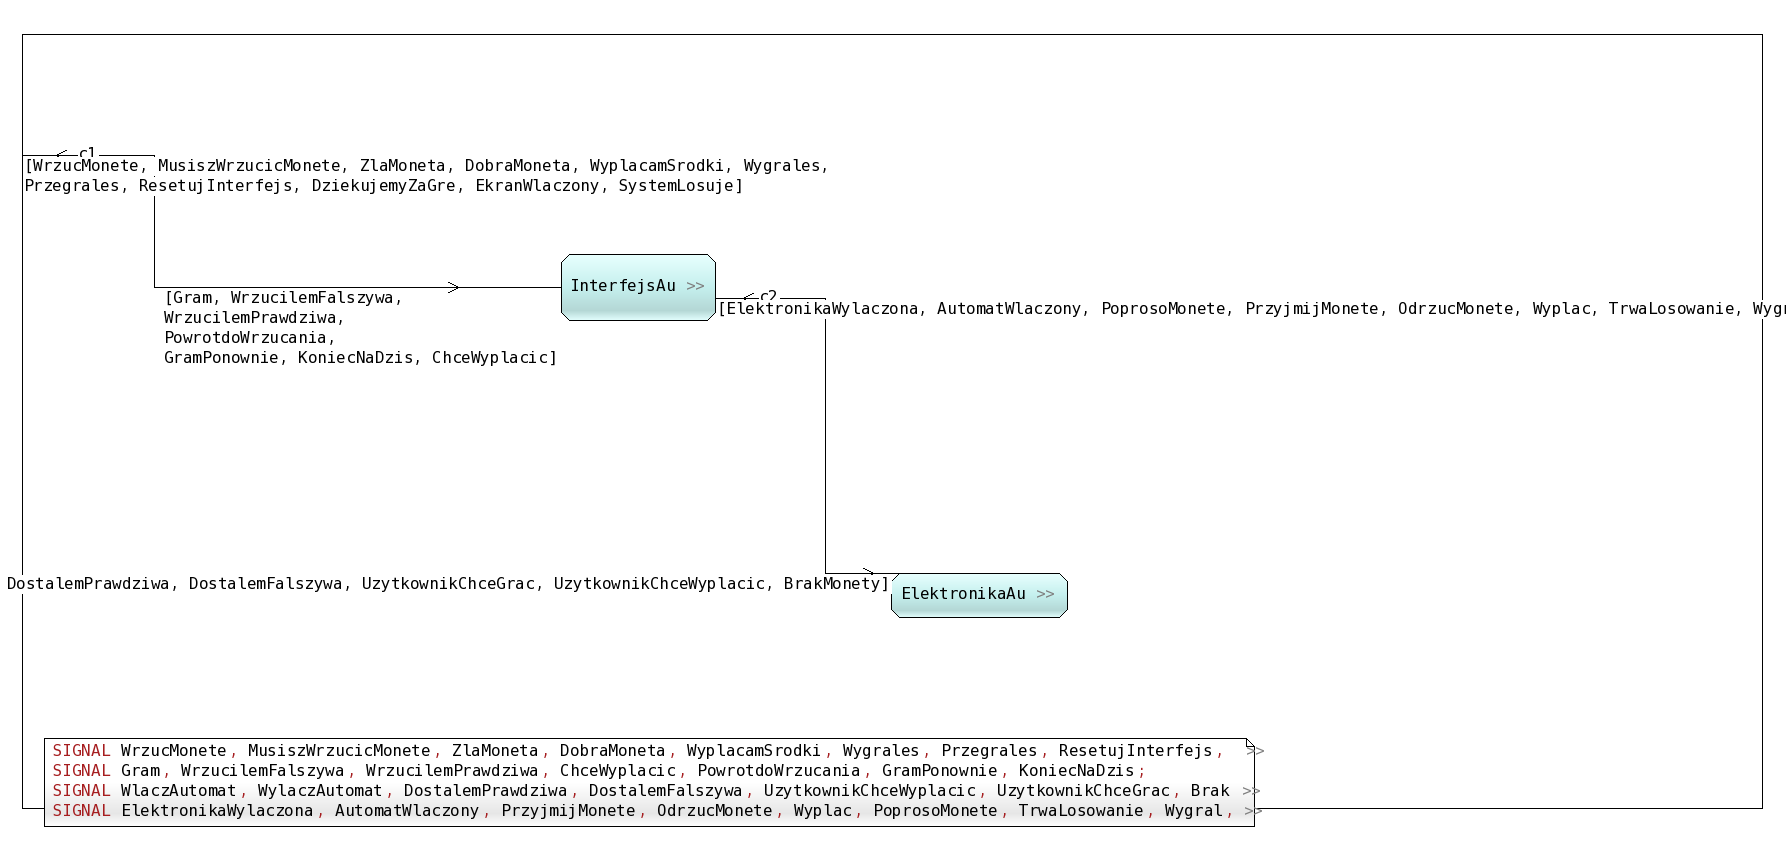 c1
[WrzucMonete, MusiszWrzucicMonete, ZlaMoneta, DobraMoneta, WyplacamSrodki, Wygrales,
Przegrales, ResetujInterfejs, DziekujemyZaGre, EkranWlaczony, SystemLosuje]
InterfejsAu >>
[Gram, WrzucilemFalszywa,
WrzucilemPrawdziwa,
PowrotdoWrzucania,
GramPonownie, KoniecNaDzis, ChceWyplacic]
c2
[ElektronikaWylaczona, AutomatWlaczony, PoprosoMonete, PrzyjmijMonete, OdrzucMonete, Wyplac, TrwaLosowanie, Wygr
DostalemPrawdziwa, DostalemFalszywa, UzytkownikChceGrac, UzytkownikChceWyplacic, BrakMonety]
ElektronikaAu >>
SIGNAL WrzucMonete, MusiszWrzucicMonete, ZlaMoneta, DobraMoneta, WyplacamSrodki, Wygrales, Przegrales, ResetujInterfejs, >>
SIGNAL Gram, WrzucilemFalszywa, WrzucilemPrawdziwa, ChceWyplacic, PowrotdoWrzucania, GramPonownie, KoniecNaDzis;
SIGNAL WlaczAutomat, WylaczAutomat, DostalemPrawdziwa, DostalemFalszywa, UzytkownikChceWyplacic, UzytkownikChceGrac, Brak >>
SIGNAL ElektronikaWylaczona, AutomatWlaczony, PrzyjmijMonete, OdrzucMonete, Wyplac, PoprosoMonete, TrwaLosowanie, Wygral, >>